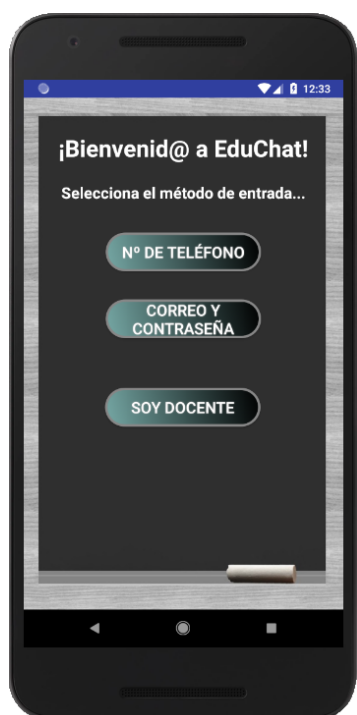 12:33
¡Bienvenid@ a EduChat!
Selecciona el método de entrada...
Nº DE TELÉFONO
CORREO Y
CONTRASEÑA
SOY DOCENTE